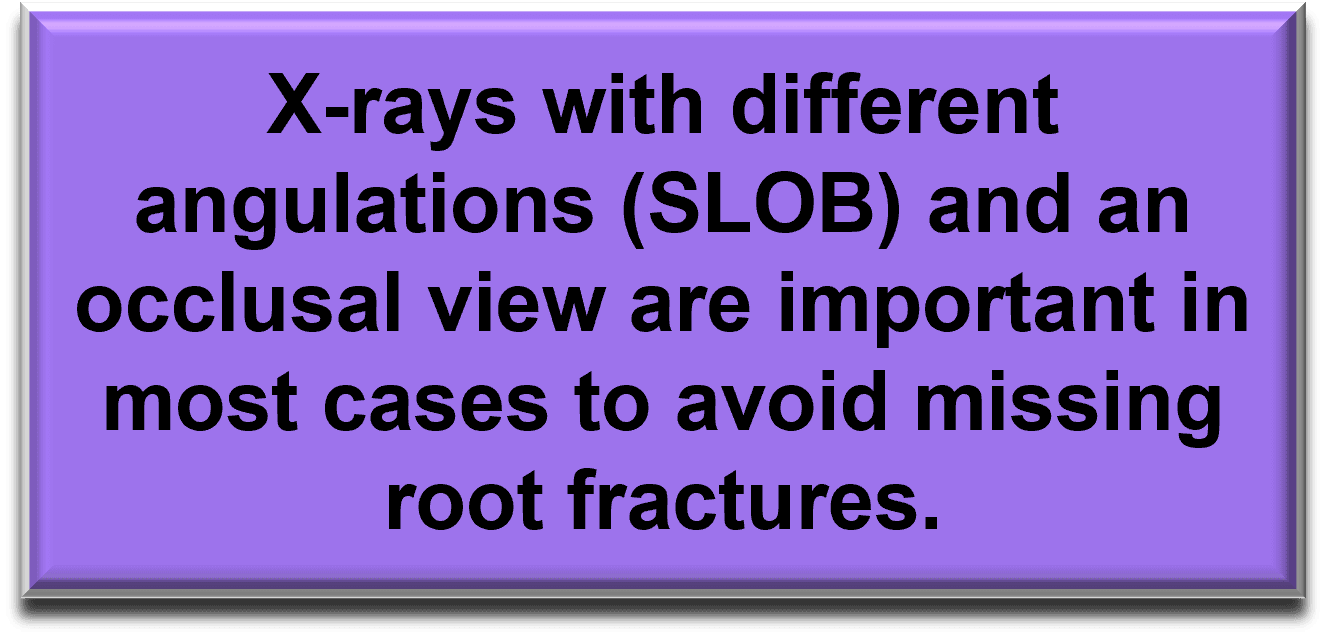 X-rays with different
angulations (SLOB) and an
occlusal view are important in
most cases to avoid missing
root fractures.